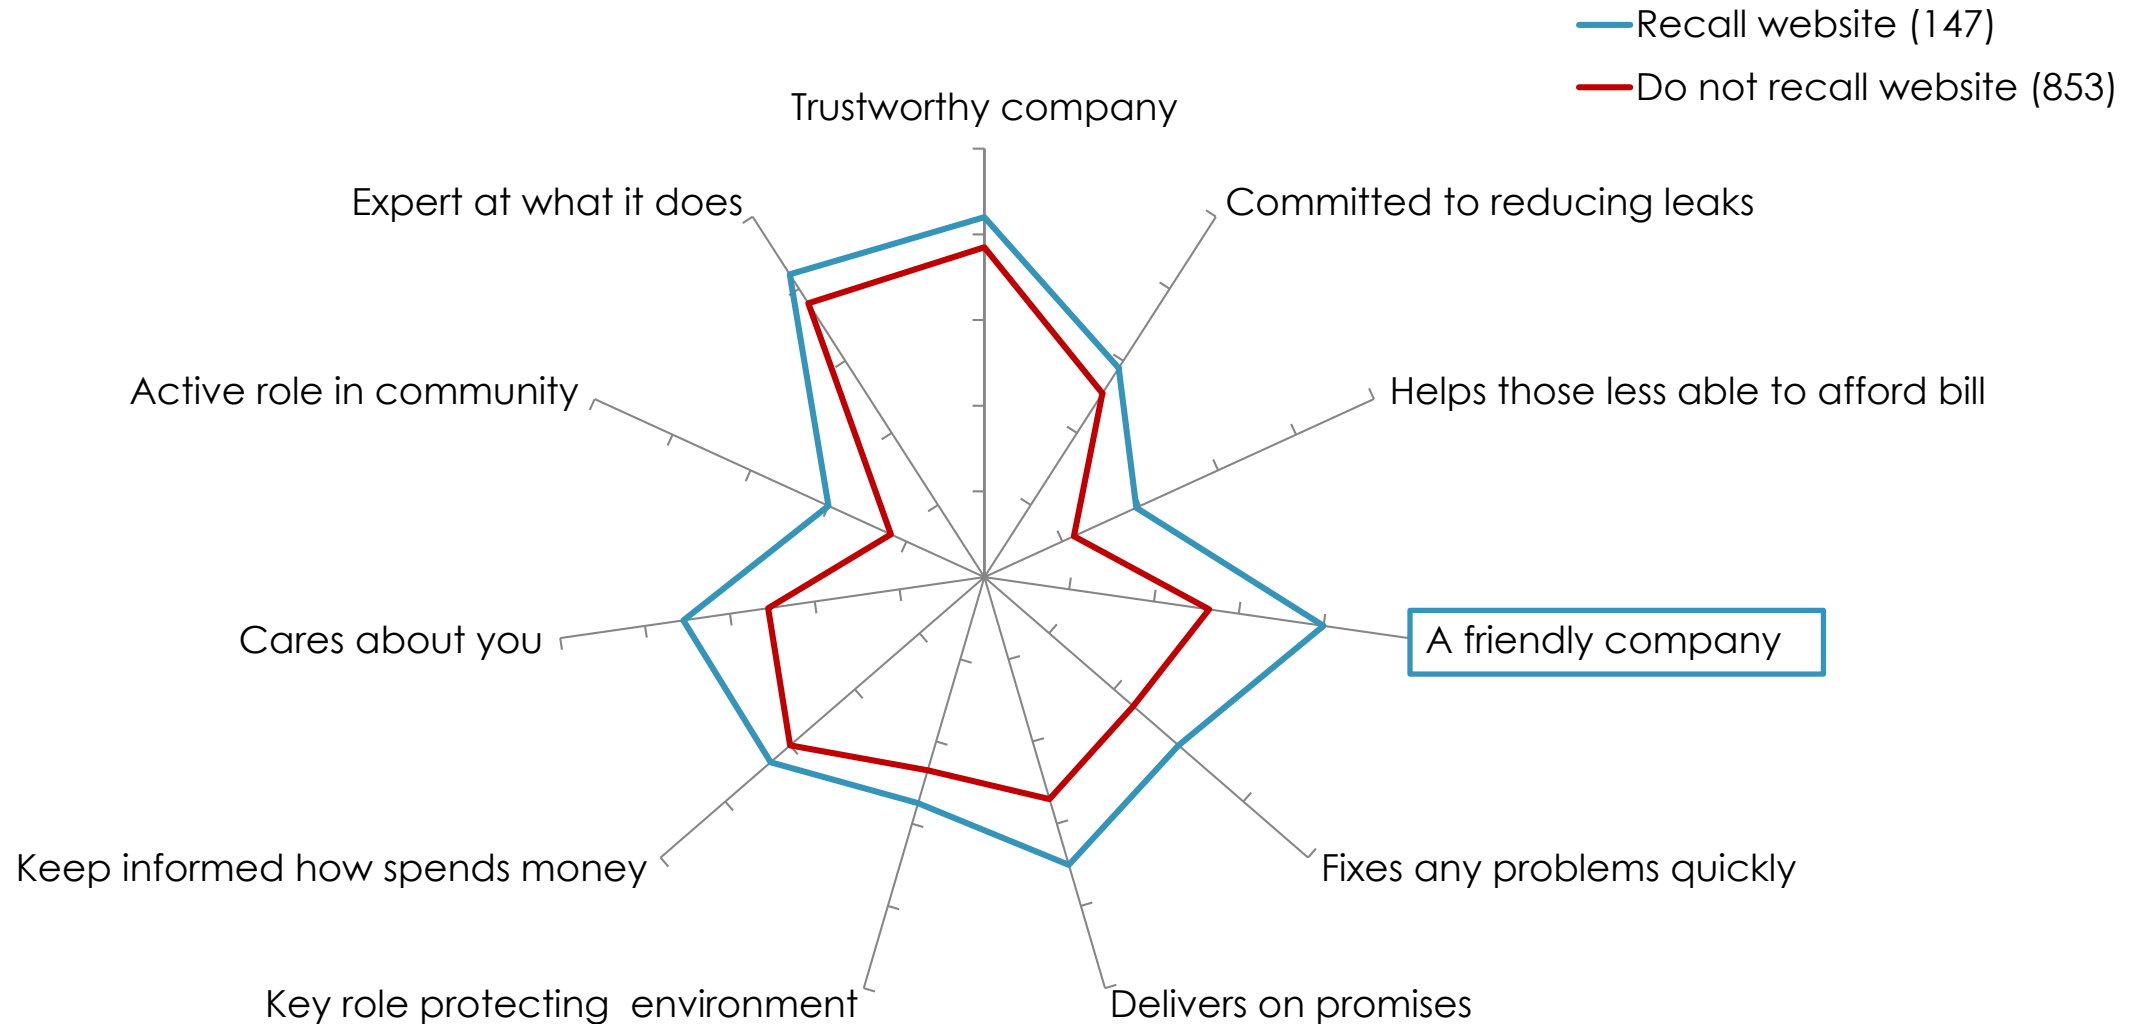 Recall website (147)
Do not recall website (853)
Trustworthy company
Expert at what it does
Committed to reducing leaks
Active role in community
Helps those less able to afford bill
Cares about you
A friendly company
Keep informed how spends money
Fixes any problems quickly
Key role protecting  environment
Delivers on promises